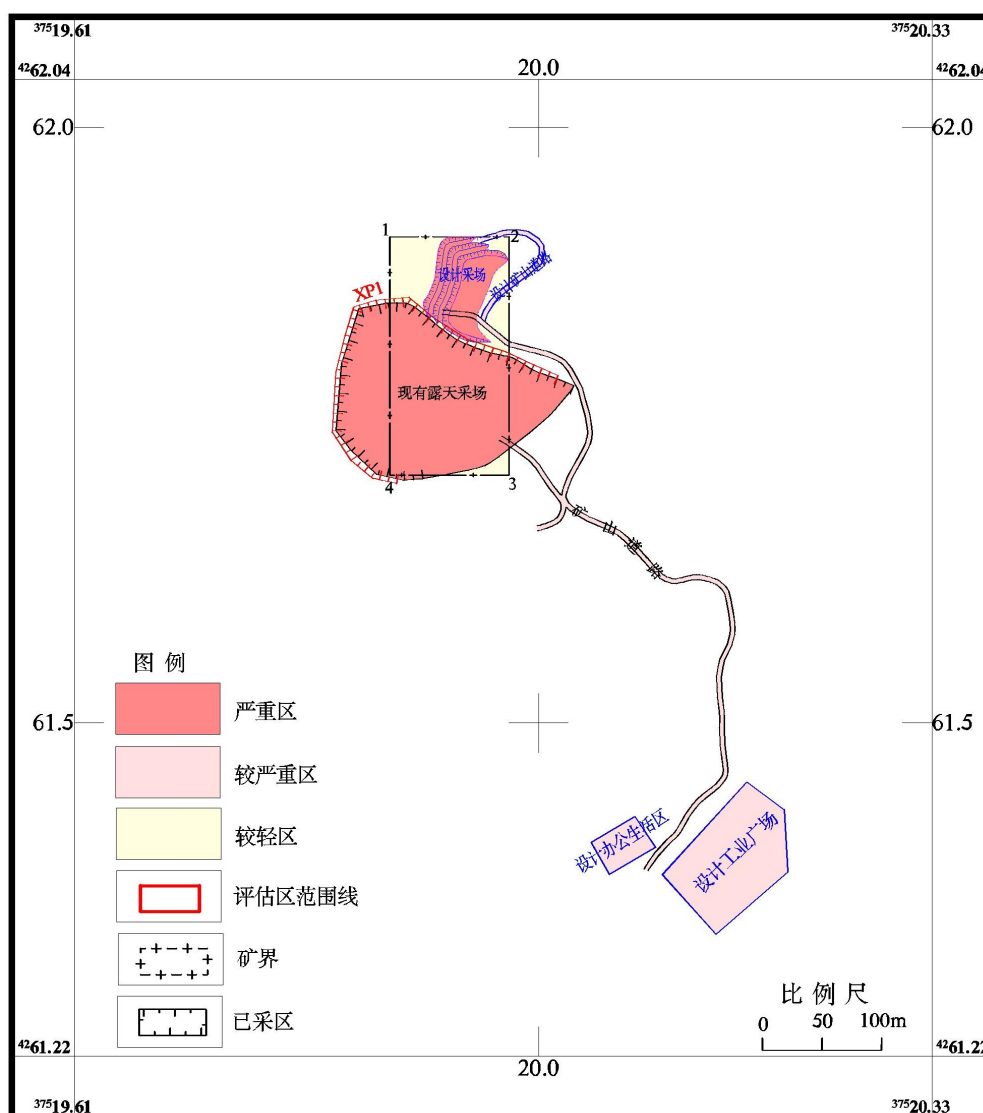 ³⁷⁵19.61
³⁷⁵20.33
⁴²62.04
20.0
⁴²62.04
62.0
62.0
1
2
设计采场
设计矿山道路
XP1
现有露天采场
4
3
矿山道路
图 例
严重区
61.5
61.5
较严重区
较轻区
设计办公生活区
设计工业广场
评估区范围线
矿界
比 例 尺
已采区
0 50 100m
⁴²61.22
20.0
⁴²61.22
³⁷⁵19.61
³⁷⁵20.33